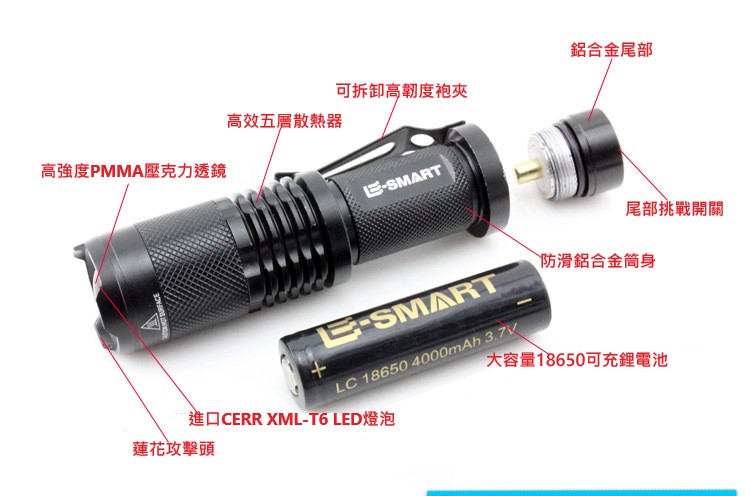 鋁合金尾部
可拆卸高韌度袍夾
高效五層散熱器
高強度PMMA壓克力透鏡
E-SMART
尾部挑戰開關
防滑鋁合金筒身
CAUTION HOT SURFACE
E-SMART
+ −
LC 18650 4000mAh 3.7V
大容量18650可充鋰電池
進口CERR XML-T6 LED燈泡
蓮花攻擊頭